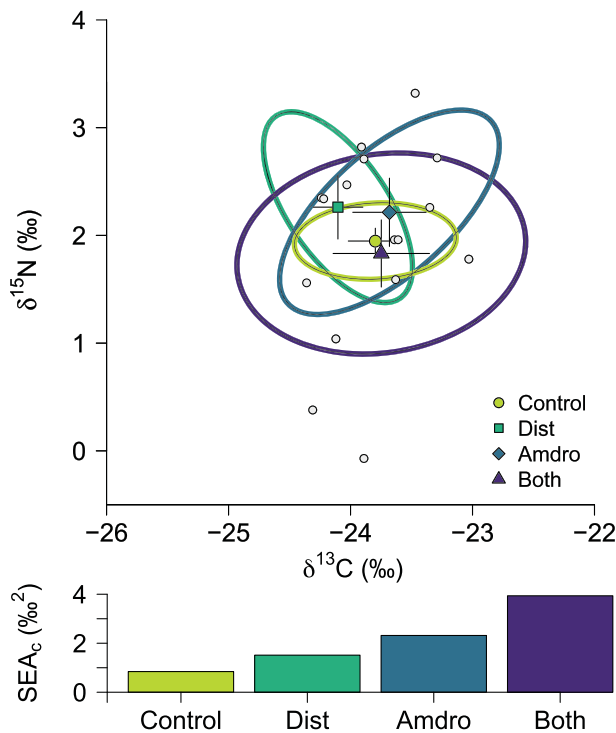 4
3
2
1
0
δ¹⁵N (‰)
Control
Dist
Amdro
Both
−26 −25 −24 −23 −22
δ¹³C (‰)
4
2
0
SEA꜀ (‰²)
Control Dist Amdro Both